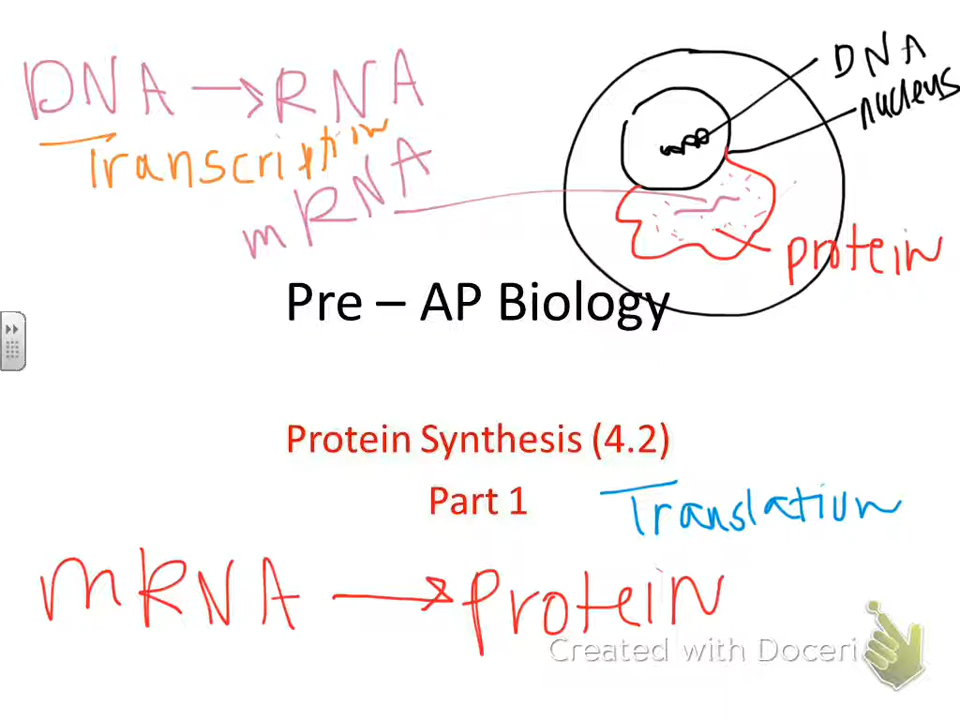 DNA → RNA
Transcription
mRNA
DNA
nucleus
protein
Pre – AP Biology
Protein Synthesis (4.2)
Part 1
Translation
mRNA → protein
Created with Doceri